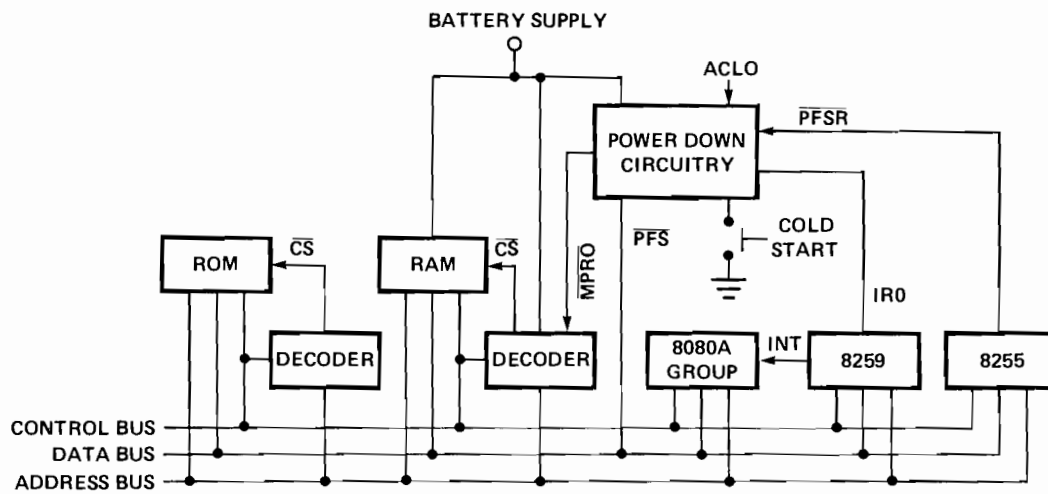 BATTERY SUPPLY
ACLO
PFSR
POWER DOWN
CIRCUITRY
COLD
START
PFS
MPRO
CS
ROM
CS
RAM
IR0
DECODER
DECODER
8080A
GROUP
INT
8259
8255
CONTROL BUS
DATA BUS
ADDRESS BUS